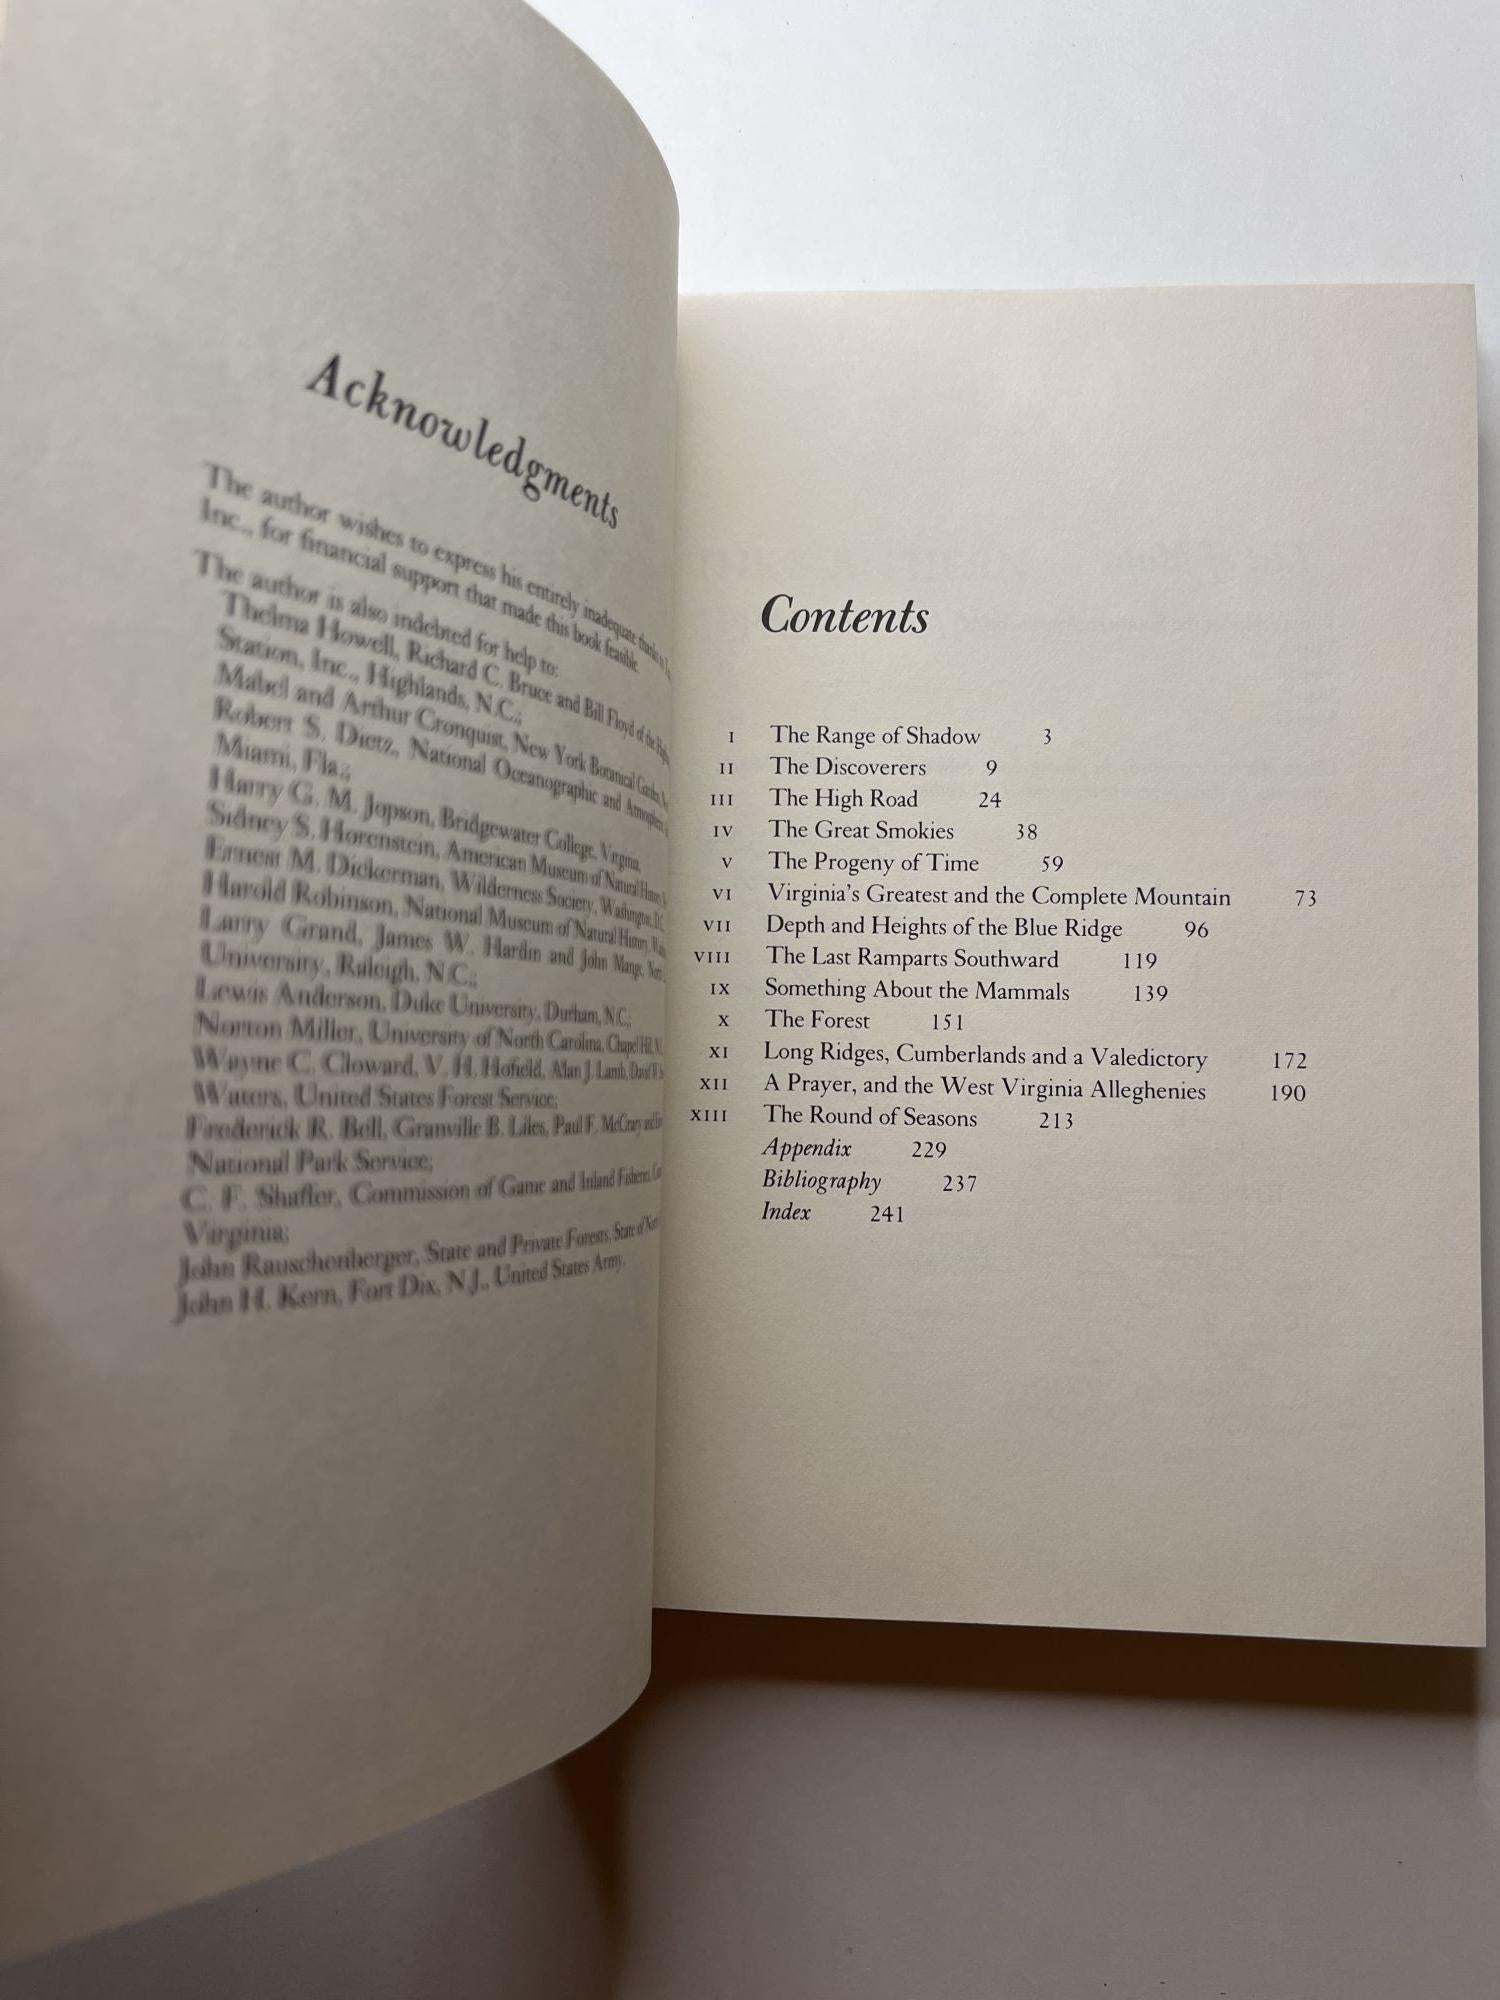 Acknowledgments
The author wishes to express his entirely inadequate thanks to
Inc., for financial support that made this book feasible.
The author is also indebted for help to:
Thelma Howell, Richard C. Bruce and Bill Floyd of the
Station, Inc., Highlands, N.C.;
Mabel and Arthur Cronquist, New York Botanical Garden,
Robert S. Dietz, National Oceanographic and Atmospheric
Miami, Fla.;
Harry G. M. Jopson, Bridgewater College, Virginia;
Sidney S. Horenstein, American Museum of Natural History,
Ernest M. Dickerman, Wilderness Society, Washington, D.C.
Harold Robinson, National Museum of Natural History,
Larry Grand, James W. Hardin and John Mange,
University, Raleigh, N.C.;
Lewis Anderson, Duke University, Durham, N.C.;
Norton Miller, University of North Carolina, Chapel Hill,
Wayne C. Cloward, V. H. Hofield, Allan J. Lamb,
Waters, United States Forest Service;
Frederick R. Bell, Granville B. Liles, Paul F. McCrary and
National Park Service;
C. F. Shaffer, Commission of Game and Inland Fisheries,
Virginia;
John Rauschenberger, State and Private Forests, State of
John H. Kern, Fort Dix, N.J., United States Army.
Contents
I The Range of Shadow 3
II The Discoverers 9
III The High Road 24
IV The Great Smokies 38
V The Progeny of Time 59
VI Virginia's Greatest and the Complete Mountain 73
VII Depth and Heights of the Blue Ridge 96
VIII The Last Ramparts Southward 119
IX Something About the Mammals 139
X The Forest 151
XI Long Ridges, Cumberlands and a Valedictory 172
XII A Prayer, and the West Virginia Alleghenies 190
XIII The Round of Seasons 213
Appendix 229
Bibliography 237
Index 241